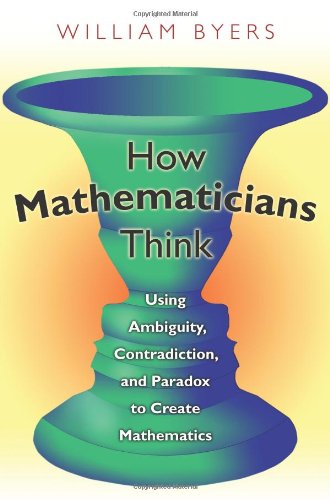 WILLIAM BYERS
How
Mathematicians
Think
Using
Ambiguity,
Contradiction,
and Paradox
to Create
Mathematics